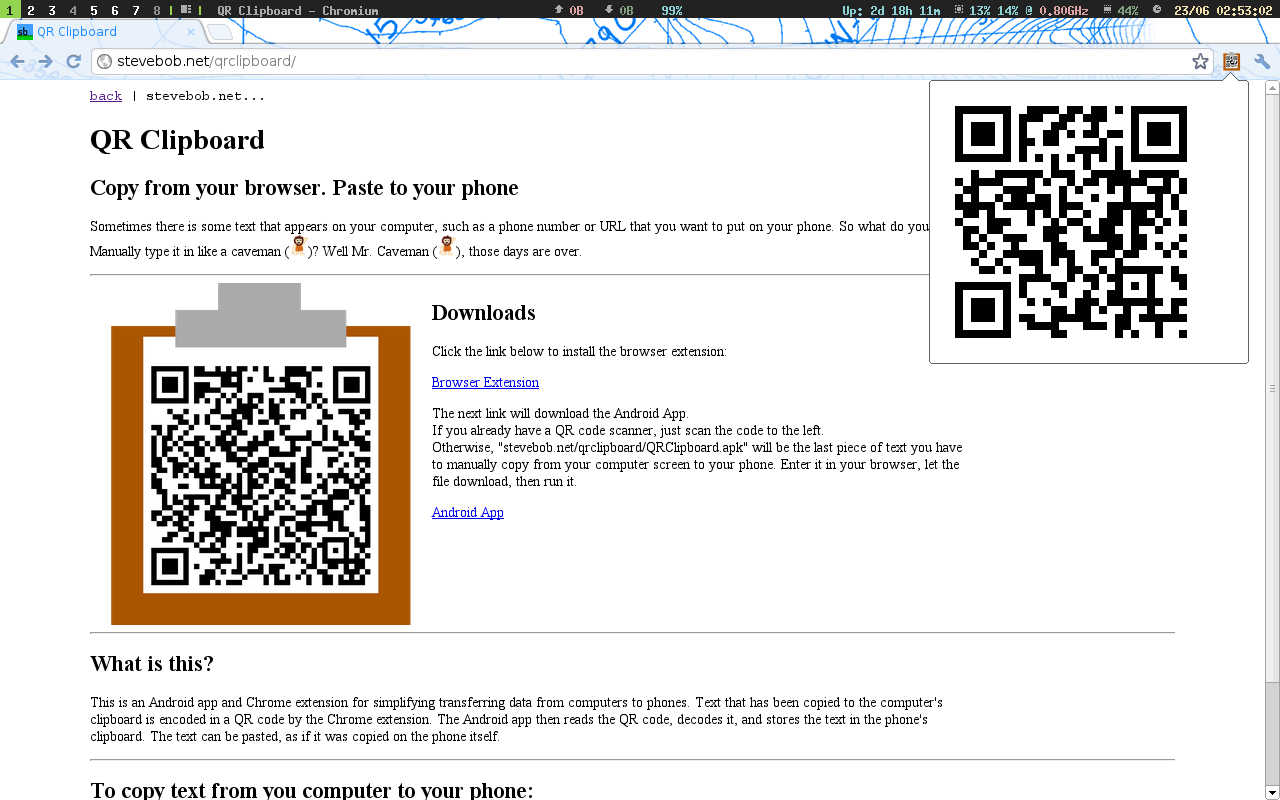 1 2 3 4 5 6 7 8 QR Clipboard - Chromium 0B 0B 99% Up: 2d 18h 11m 13% 14% @ 0.80GHz 44% 23/06 02:53:02
sb QR Clipboard
stevebob.net/qrclipboard/
back | stevebob.net...
QR Clipboard
Copy from your browser. Paste to your phone
Sometimes there is some text that appears on your computer, such as a phone number or URL that you want to put on your phone. So what do you
Manually type it in like a caveman ( )? Well Mr. Caveman ( ), those days are over.
Downloads
Click the link below to install the browser extension:
Browser Extension
The next link will download the Android App.
If you already have a QR code scanner, just scan the code to the left.
Otherwise, "stevebob.net/qrclipboard/QRClipboard.apk" will be the last piece of text you have
to manually copy from your computer screen to your phone. Enter it in your browser, let the
file download, then run it.
Android App
What is this?
This is an Android app and Chrome extension for simplifying transferring data from computers to phones. Text that has been copied to the computer's
clipboard is encoded in a QR code by the Chrome extension. The Android app then reads the QR code, decodes it, and stores the text in the phone's
clipboard. The text can be pasted, as if it was copied on the phone itself.
To copy text from you computer to your phone: